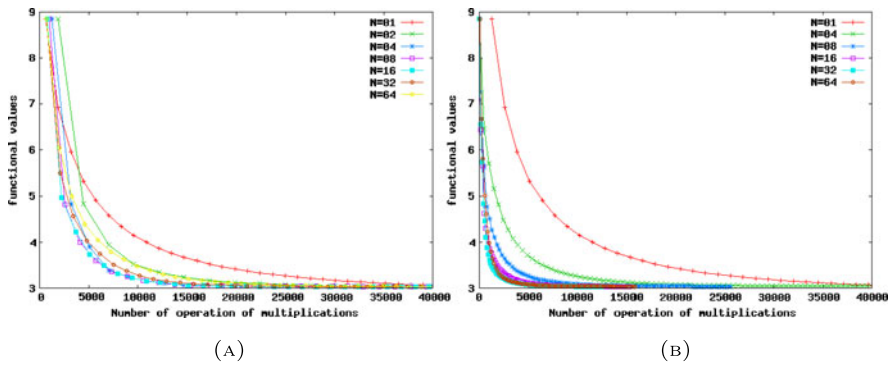 9
8
7
6
5
4
3
functional values
N=01
N=02
N=04
N=08
N=16
N=32
N=64
0 5000 10000 15000 20000 25000 30000 35000 40000
Number of operation of multiplications
(A)
9
8
7
6
5
4
3
functional values
N=01
N=04
N=08
N=16
N=32
N=64
0 5000 10000 15000 20000 25000 30000 35000 40000
Number of operation of multiplications
(B)